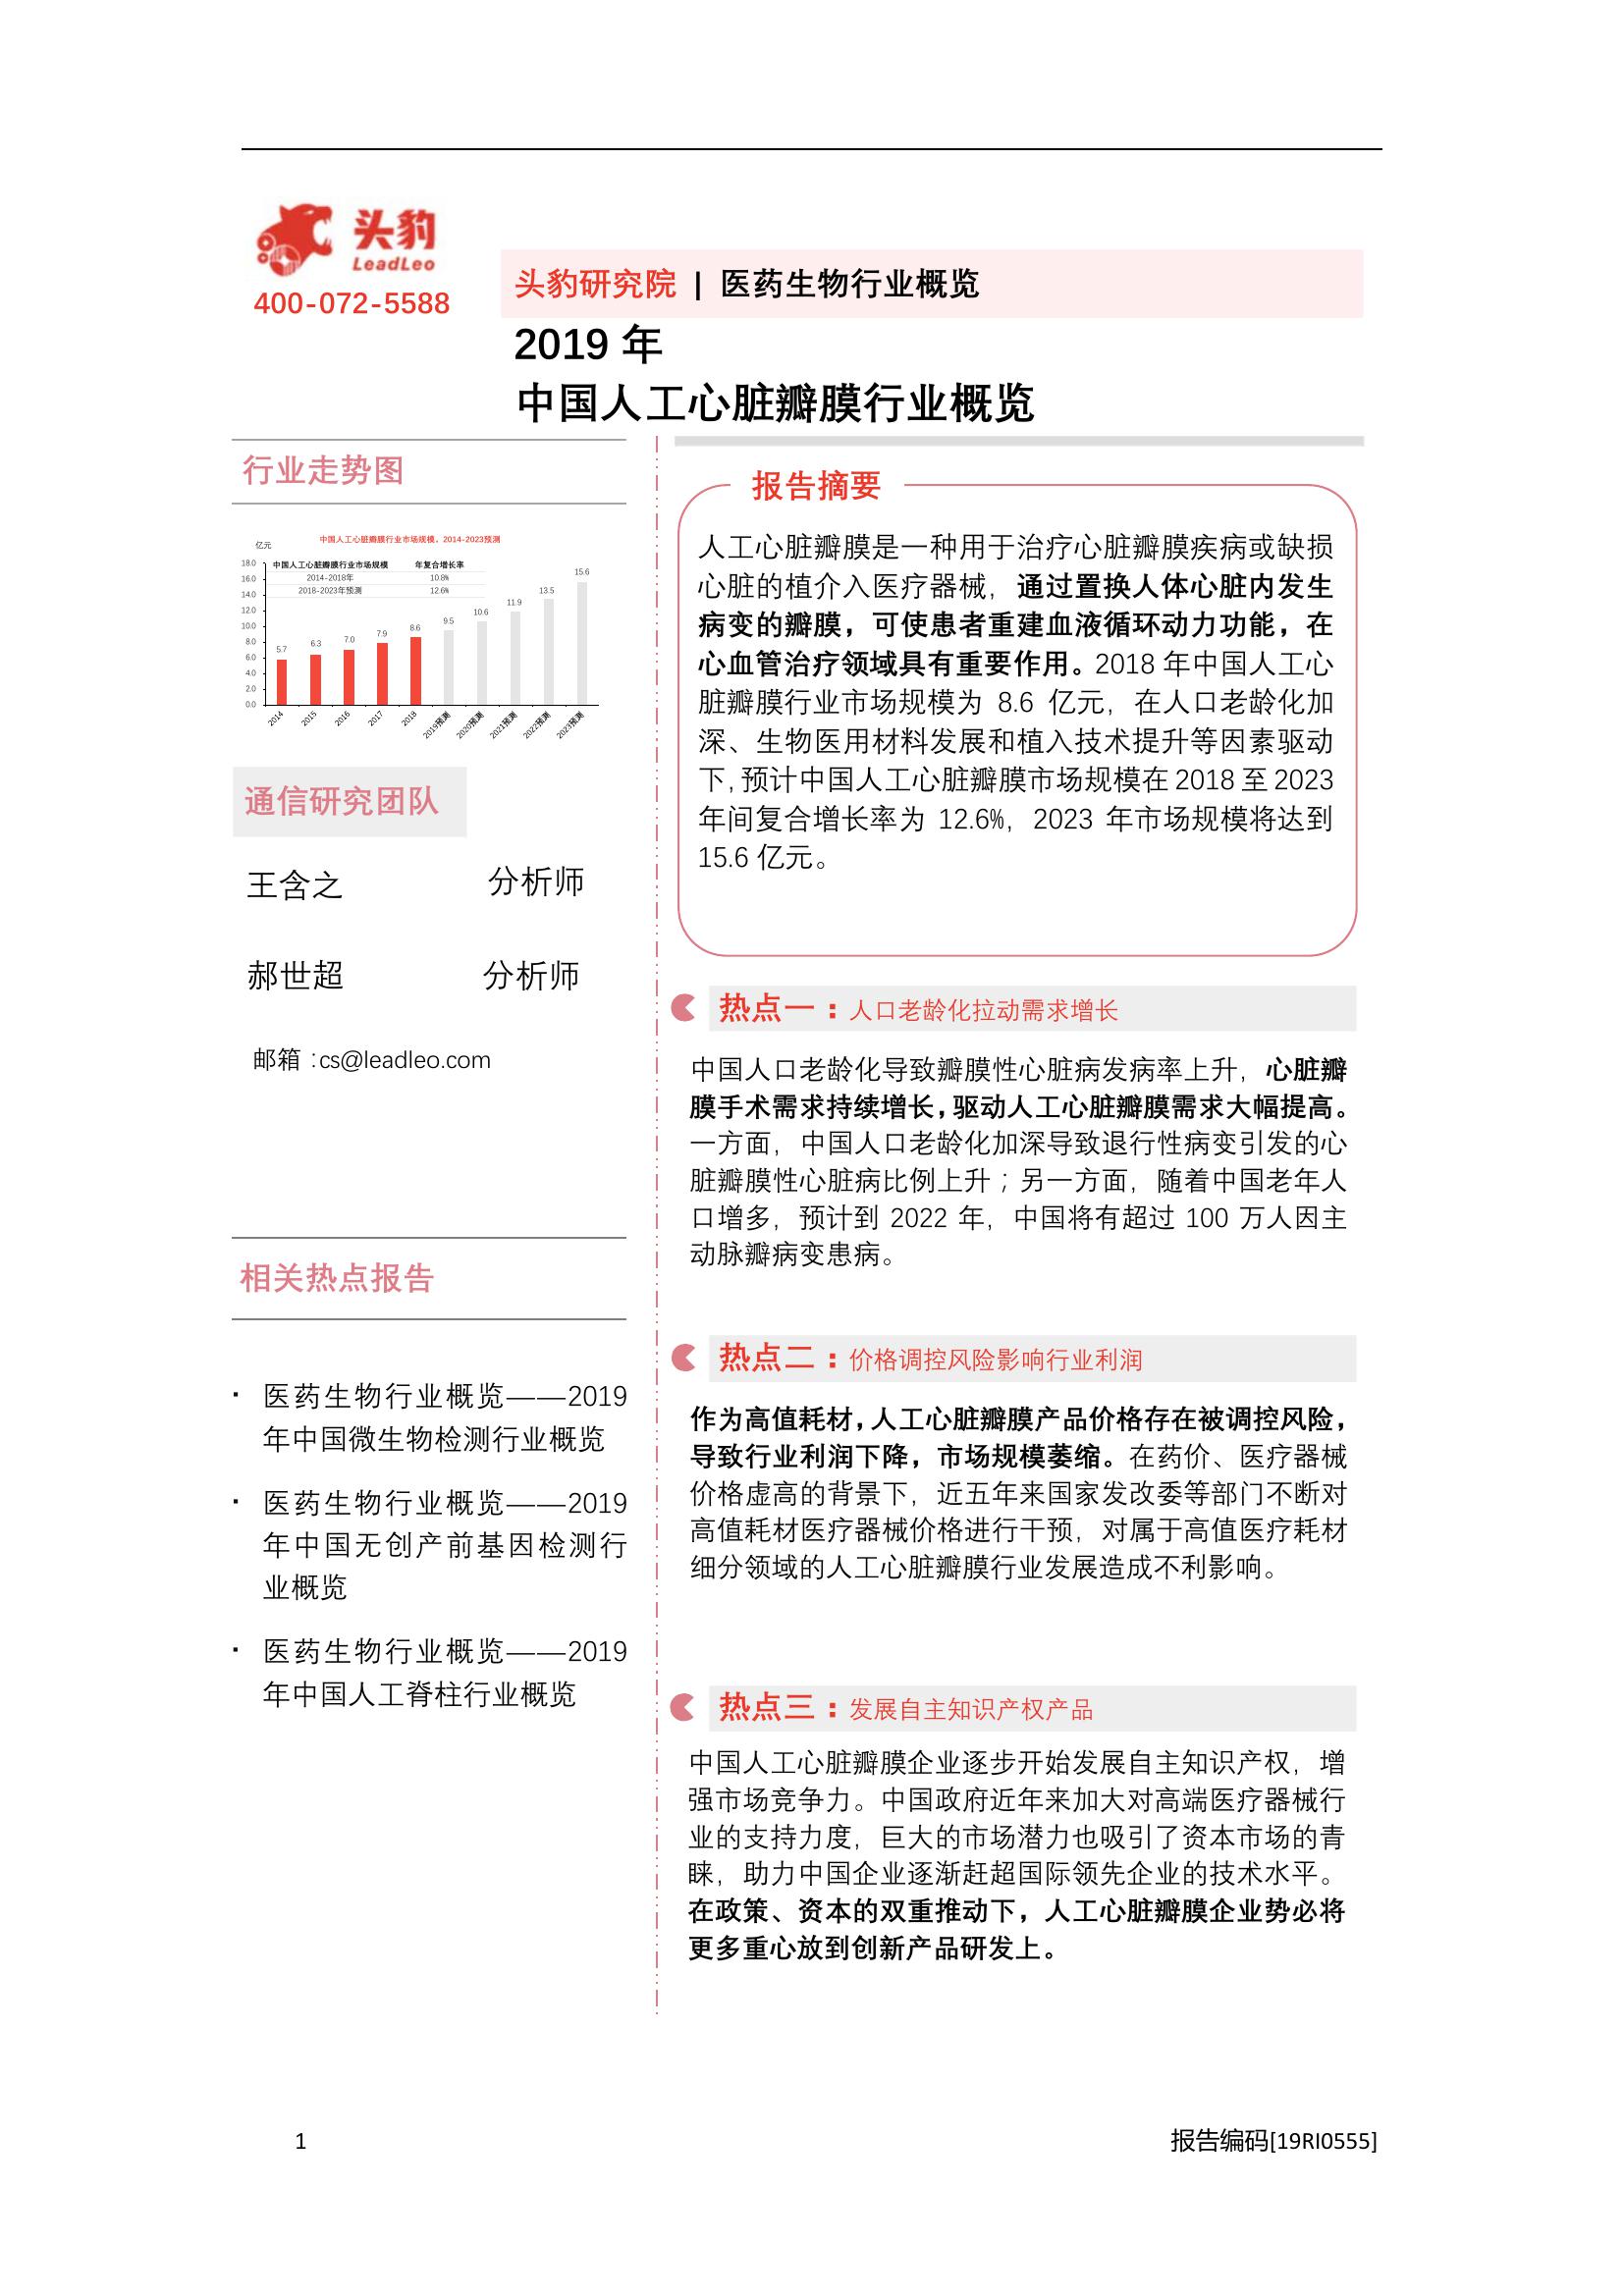 头豹
LeadLeo
400-072-5588
头豹研究院 | 医药生物行业概览
2019 年
中国人工心脏瓣膜行业概览
行业走势图
中国人工心脏瓣膜行业市场规模，2014-2023预测
亿元
中国人工心脏瓣膜行业市场规模 年复合增长率
2014-2018年 10.8%
2018-2023年预测 12.6%
18.0
16.0
14.0
12.0
10.0
8.0
6.0
4.0
2.0
0.0
5.7 6.3 7.0 7.9 8.6 9.5 10.6 11.9 13.5 15.6
2014 2015 2016 2017 2018 2019预测 2020预测 2021预测 2022预测 2023预测
通信研究团队
王含之 分析师
郝世超 分析师
邮箱：cs@leadleo.com
相关热点报告
· 医药生物行业概览——2019
年中国微生物检测行业概览
· 医药生物行业概览——2019
年中国无创产前基因检测行
业概览
· 医药生物行业概览——2019
年中国人工脊柱行业概览
报告摘要
人工心脏瓣膜是一种用于治疗心脏瓣膜疾病或缺损
心脏的植介入医疗器械，通过置换人体心脏内发生
病变的瓣膜，可使患者重建血液循环动力功能，在
心血管治疗领域具有重要作用。2018 年中国人工心
脏瓣膜行业市场规模为 8.6 亿元，在人口老龄化加
深、生物医用材料发展和植入技术提升等因素驱动
下，预计中国人工心脏瓣膜市场规模在 2018 至 2023
年间复合增长率为 12.6%，2023 年市场规模将达到
15.6 亿元。
热点一：人口老龄化拉动需求增长
中国人口老龄化导致瓣膜性心脏病发病率上升，心脏瓣
膜手术需求持续增长，驱动人工心脏瓣膜需求大幅提高。
一方面，中国人口老龄化加深导致退行性病变引发的心
脏瓣膜性心脏病比例上升；另一方面，随着中国老年人
口增多，预计到 2022 年，中国将有超过 100 万人因主
动脉瓣病变患病。
热点二：价格调控风险影响行业利润
作为高值耗材，人工心脏瓣膜产品价格存在被调控风险，
导致行业利润下降，市场规模萎缩。在药价、医疗器械
价格虚高的背景下，近五年来国家发改委等部门不断对
高值耗材医疗器械价格进行干预，对属于高值医疗耗材
细分领域的人工心脏瓣膜行业发展造成不利影响。
热点三：发展自主知识产权产品
中国人工心脏瓣膜企业逐步开始发展自主知识产权，增
强市场竞争力。中国政府近年来加大对高端医疗器械行
业的支持力度，巨大的市场潜力也吸引了资本市场的青
睐，助力中国企业逐渐赶超国际领先企业的技术水平。
在政策、资本的双重推动下，人工心脏瓣膜企业势必将
更多重心放到创新产品研发上。
1
报告编码[19RI0555]